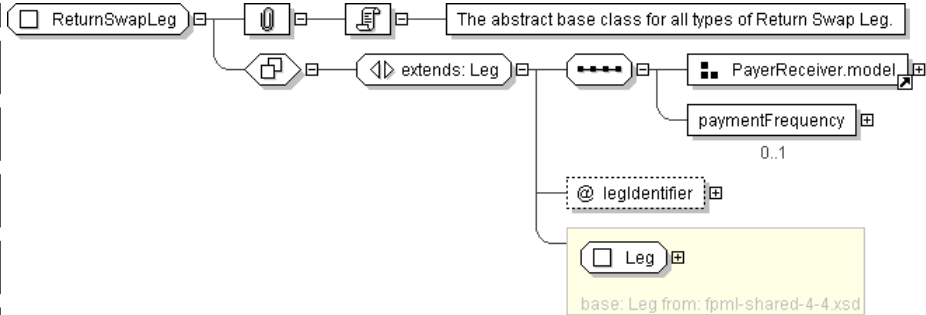 ReturnSwapLeg
The abstract base class for all types of Return Swap Leg.
extends: Leg
PayerReceiver.model
paymentFrequency
0..1
@ legIdentifier
Leg
base: Leg from: fpml-shared-4-4.xsd